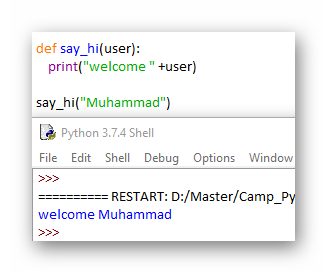 def say_hi(user):
    print("welcome " +user)
say_hi("Muhammad")
Python 3.7.4 Shell
File Edit Shell Debug Options Window
>>>
========== RESTART: D:/Master/Camp_Py
welcome Muhammad
>>>